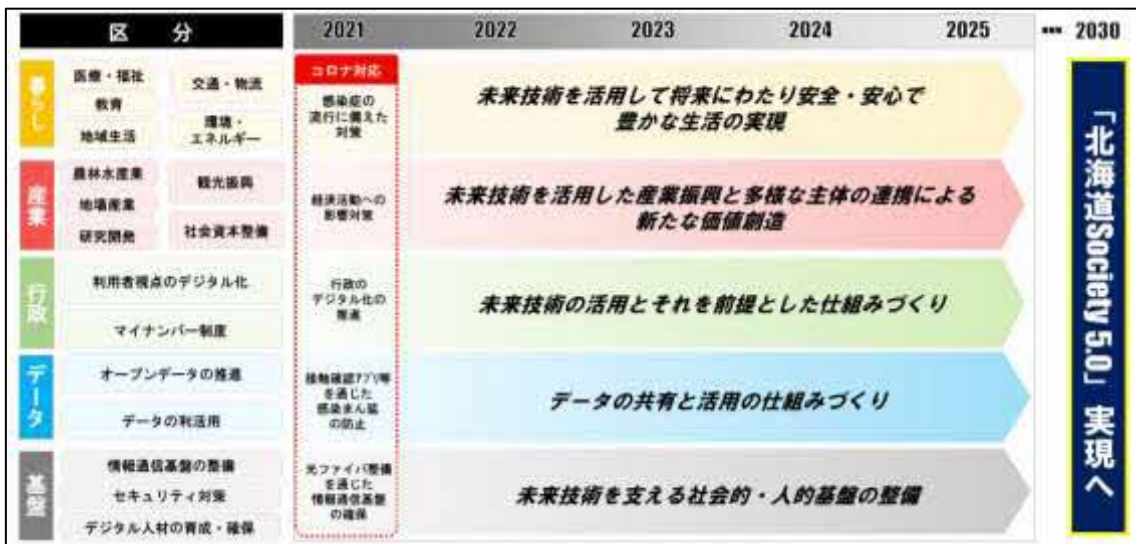 区　分
2021
2022
2023
2024
2025
…
2030
暮らし
医療・福祉
教育
地域生活
交通・物流
環境・
エネルギー
コロナ対応
感染症の
流行に備えた
対策
未来技術を活用して将来にわたり安全・安心で
豊かな生活の実現
産業
農林水産業
地場産業
研究開発
観光振興
社会資本整備
経済活動への
影響対策
未来技術を活用した産業振興と多様な主体の連携による
新たな価値創造
行政
利用者視点のデジタル化
マイナンバー制度
行政の
デジタル化の
推進
未来技術の活用とそれを前提とした仕組みづくり
データ
オープンデータの推進
データの利活用
接触確認アプリ等
を通じた
感染まん延
の防止
データの共有と活用の仕組みづくり
基盤
情報通信基盤の整備
セキュリティ対策
デジタル人材の育成・確保
光ファイバ整備
を通じた
情報通信基盤
の確保
未来技術を支える社会的・人的基盤の整備
「北海道Society 5.0」実現へ